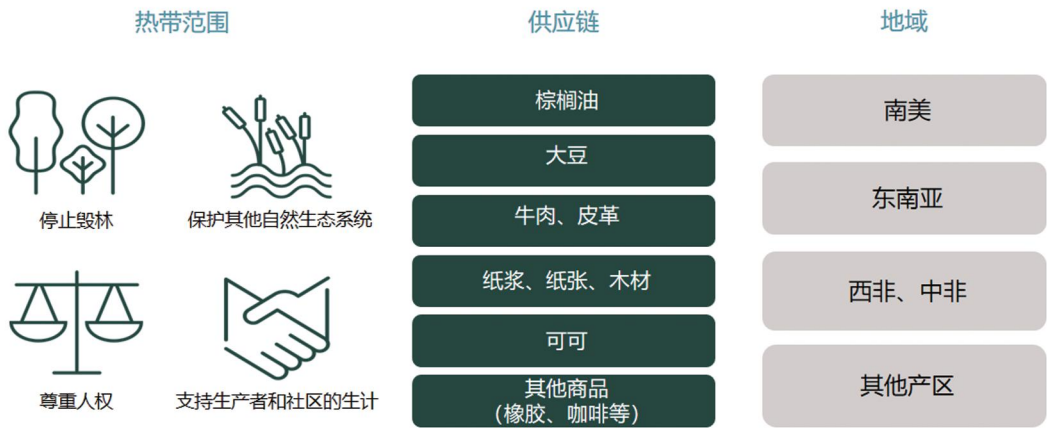 热带范围
供应链
地域
停止毁林
保护其他自然生态系统
尊重人权
支持生产者和社区的生计
棕榈油
大豆
牛肉、皮革
纸浆、纸张、木材
可可
其他商品
（橡胶、咖啡等）
南美
东南亚
西非、中非
其他产区